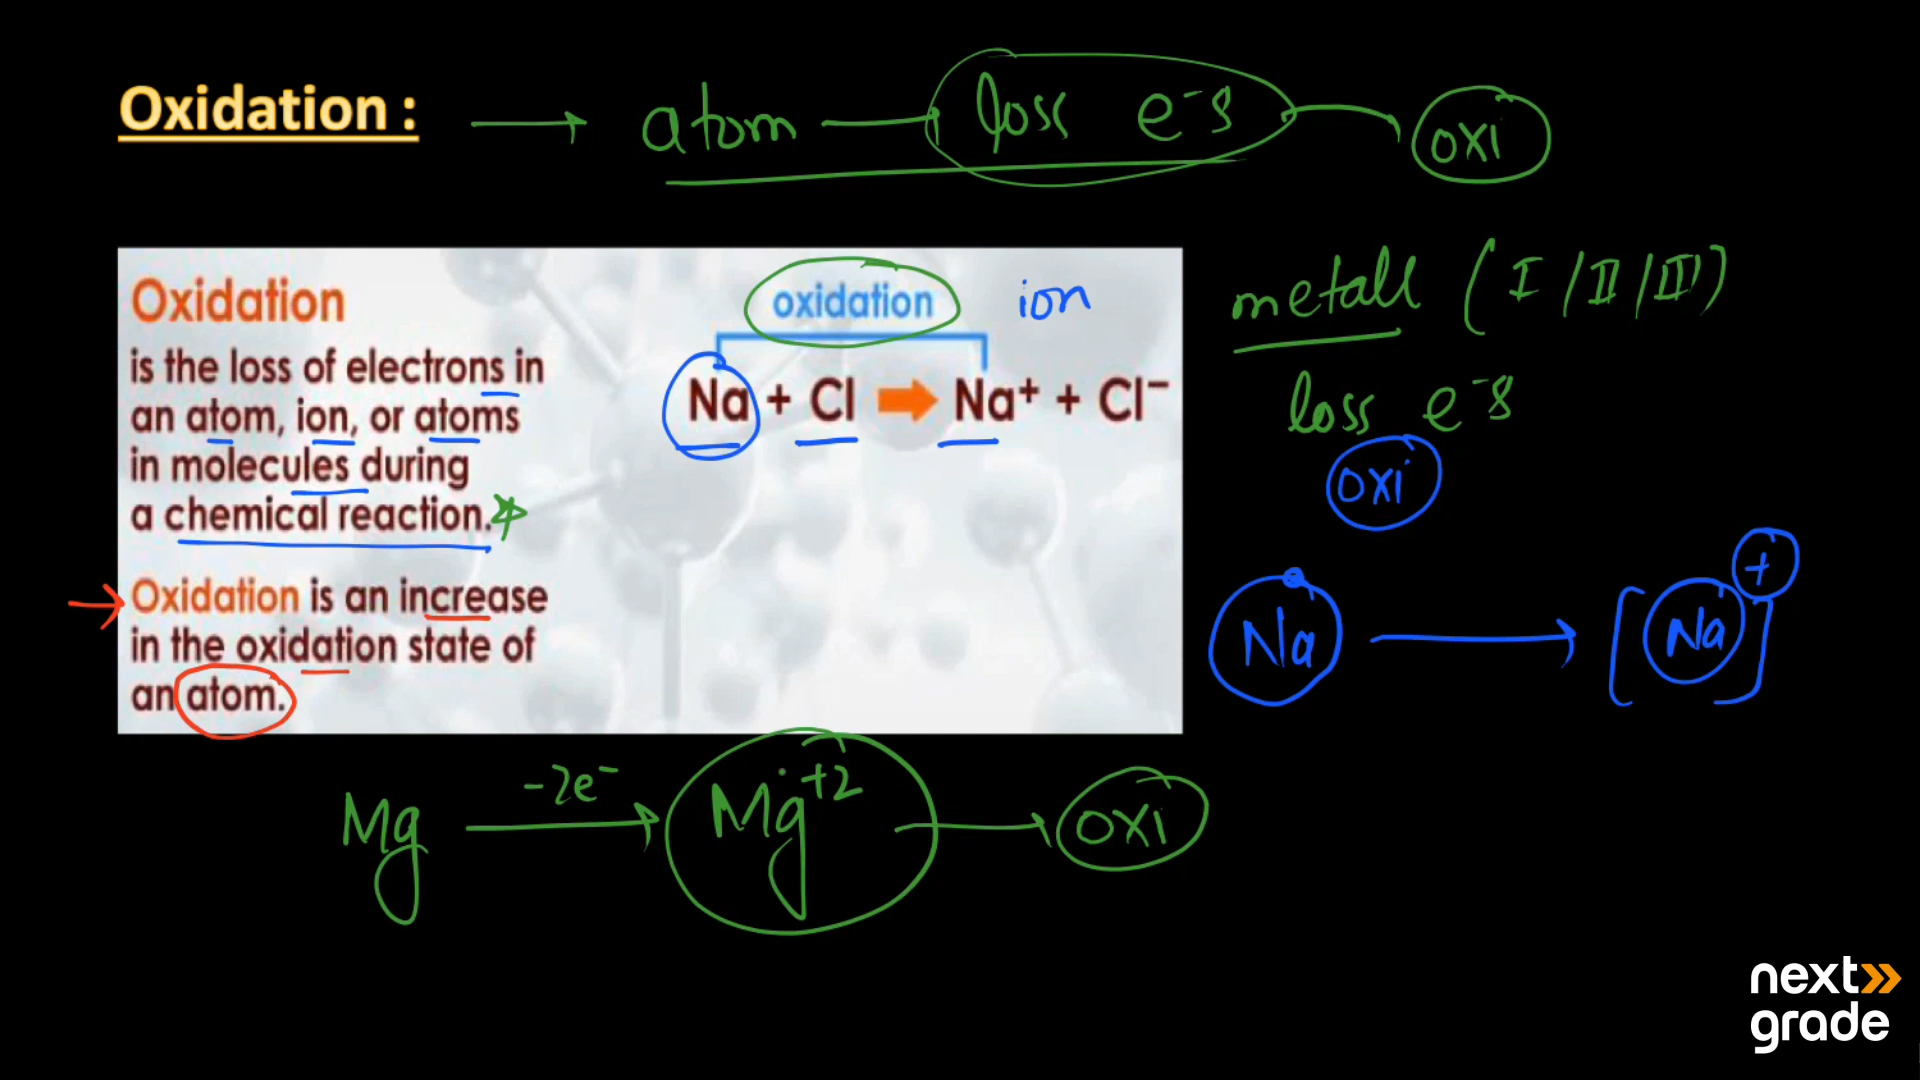 Oxidation : → atom → loss e⁻s → oxi
Oxidation
is the loss of electrons in
an atom, ion, or atoms
in molecules during
a chemical reaction.
Oxidation is an increase
in the oxidation state of
an atom.
oxidation ion
Na + Cl → Na⁺ + Cl⁻
metall (I/II/III)
loss e⁻s
oxi
Na → [Na]⁺
Mg -2e⁻ → Mg⁺² → oxi
next
grade